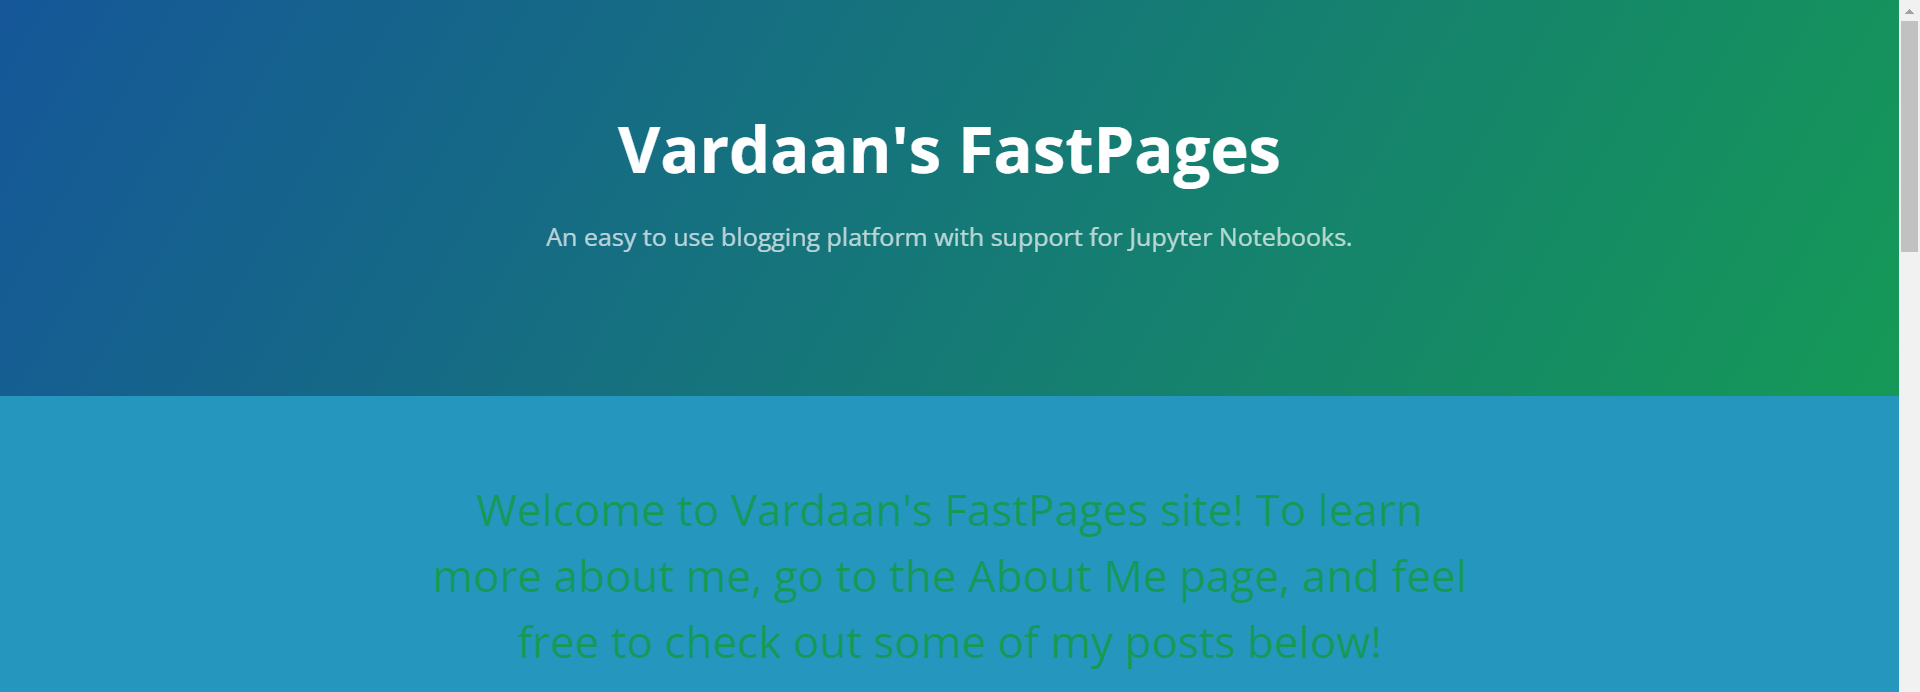 Vardaan's FastPages
An easy to use blogging platform with support for Jupyter Notebooks.
Welcome to Vardaan's FastPages site! To learn
more about me, go to the About Me page, and feel
free to check out some of my posts below!